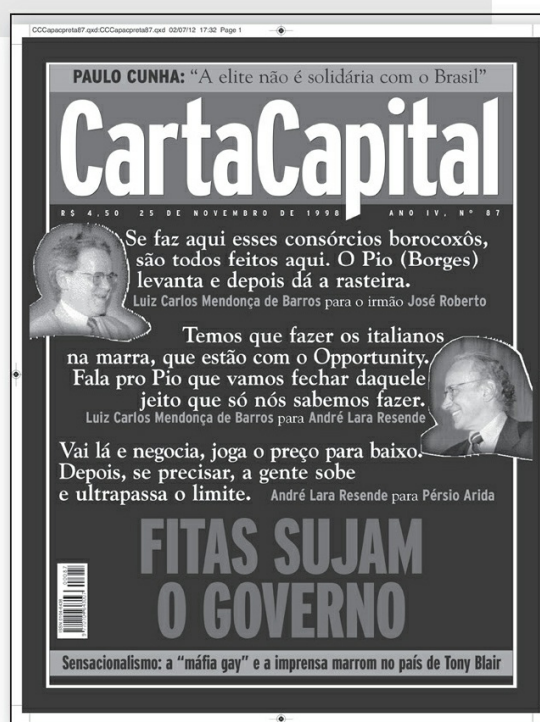 CCCapacpreta87.qxd:CCCapacpreta87.qxd 02/07/12 17:32 Page 1
PAULO CUNHA: “A elite não é solidária com o Brasil”
CartaCapital
R$ 4,50 25 DE NOVEMBRO DE 1998 ANO IV, Nº 87
Se faz aqui esses consórcios borocoxôs,
são todos feitos aqui. O Pio (Borges)
levanta e depois dá a rasteira.
Luiz Carlos Mendonça de Barros para o irmão José Roberto
Temos que fazer os italianos
na marra, que estão com o Opportunity.
Fala pro Pio que vamos fechar daquele
jeito que só nós sabemos fazer.
Luiz Carlos Mendonça de Barros para André Lara Resende
Vai lá e negocia, joga o preço para baixo.
Depois, se precisar, a gente sobe
e ultrapassa o limite. André Lara Resende para Pérsio Arida
FITAS SUJAM
O GOVERNO
Sensacionalismo: a “máfia gay” e a imprensa marrom no país de Tony Blair